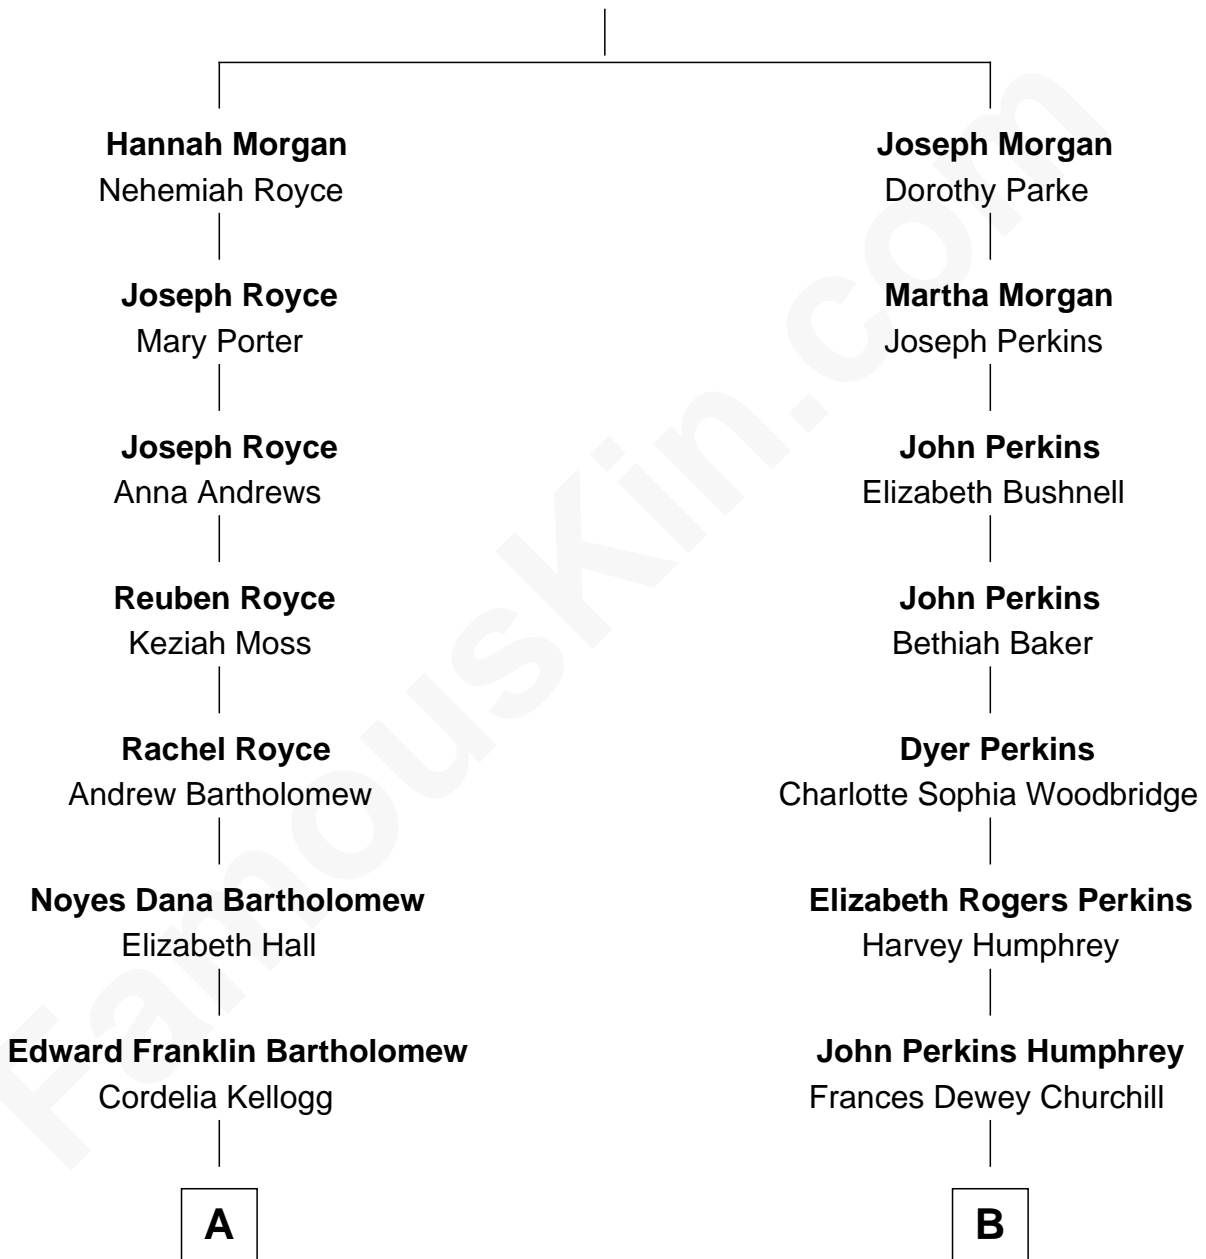 Hannah Morgan
Nehemiah Royce
Joseph Royce
Mary Porter
Joseph Royce
Anna Andrews
Reuben Royce
Keziah Moss
Rachel Royce
Andrew Bartholomew
Noyes Dana Bartholomew
Elizabeth Hall
Edward Franklin Bartholomew
Cordelia Kellogg
A
Joseph Morgan
Dorothy Parke
Martha Morgan
Joseph Perkins
John Perkins
Elizabeth Bushnell
John Perkins
Bethiah Baker
Dyer Perkins
Charlotte Sophia Woodbridge
Elizabeth Rogers Perkins
Harvey Humphrey
John Perkins Humphrey
Frances Dewey Churchill
B
FamousKin.com